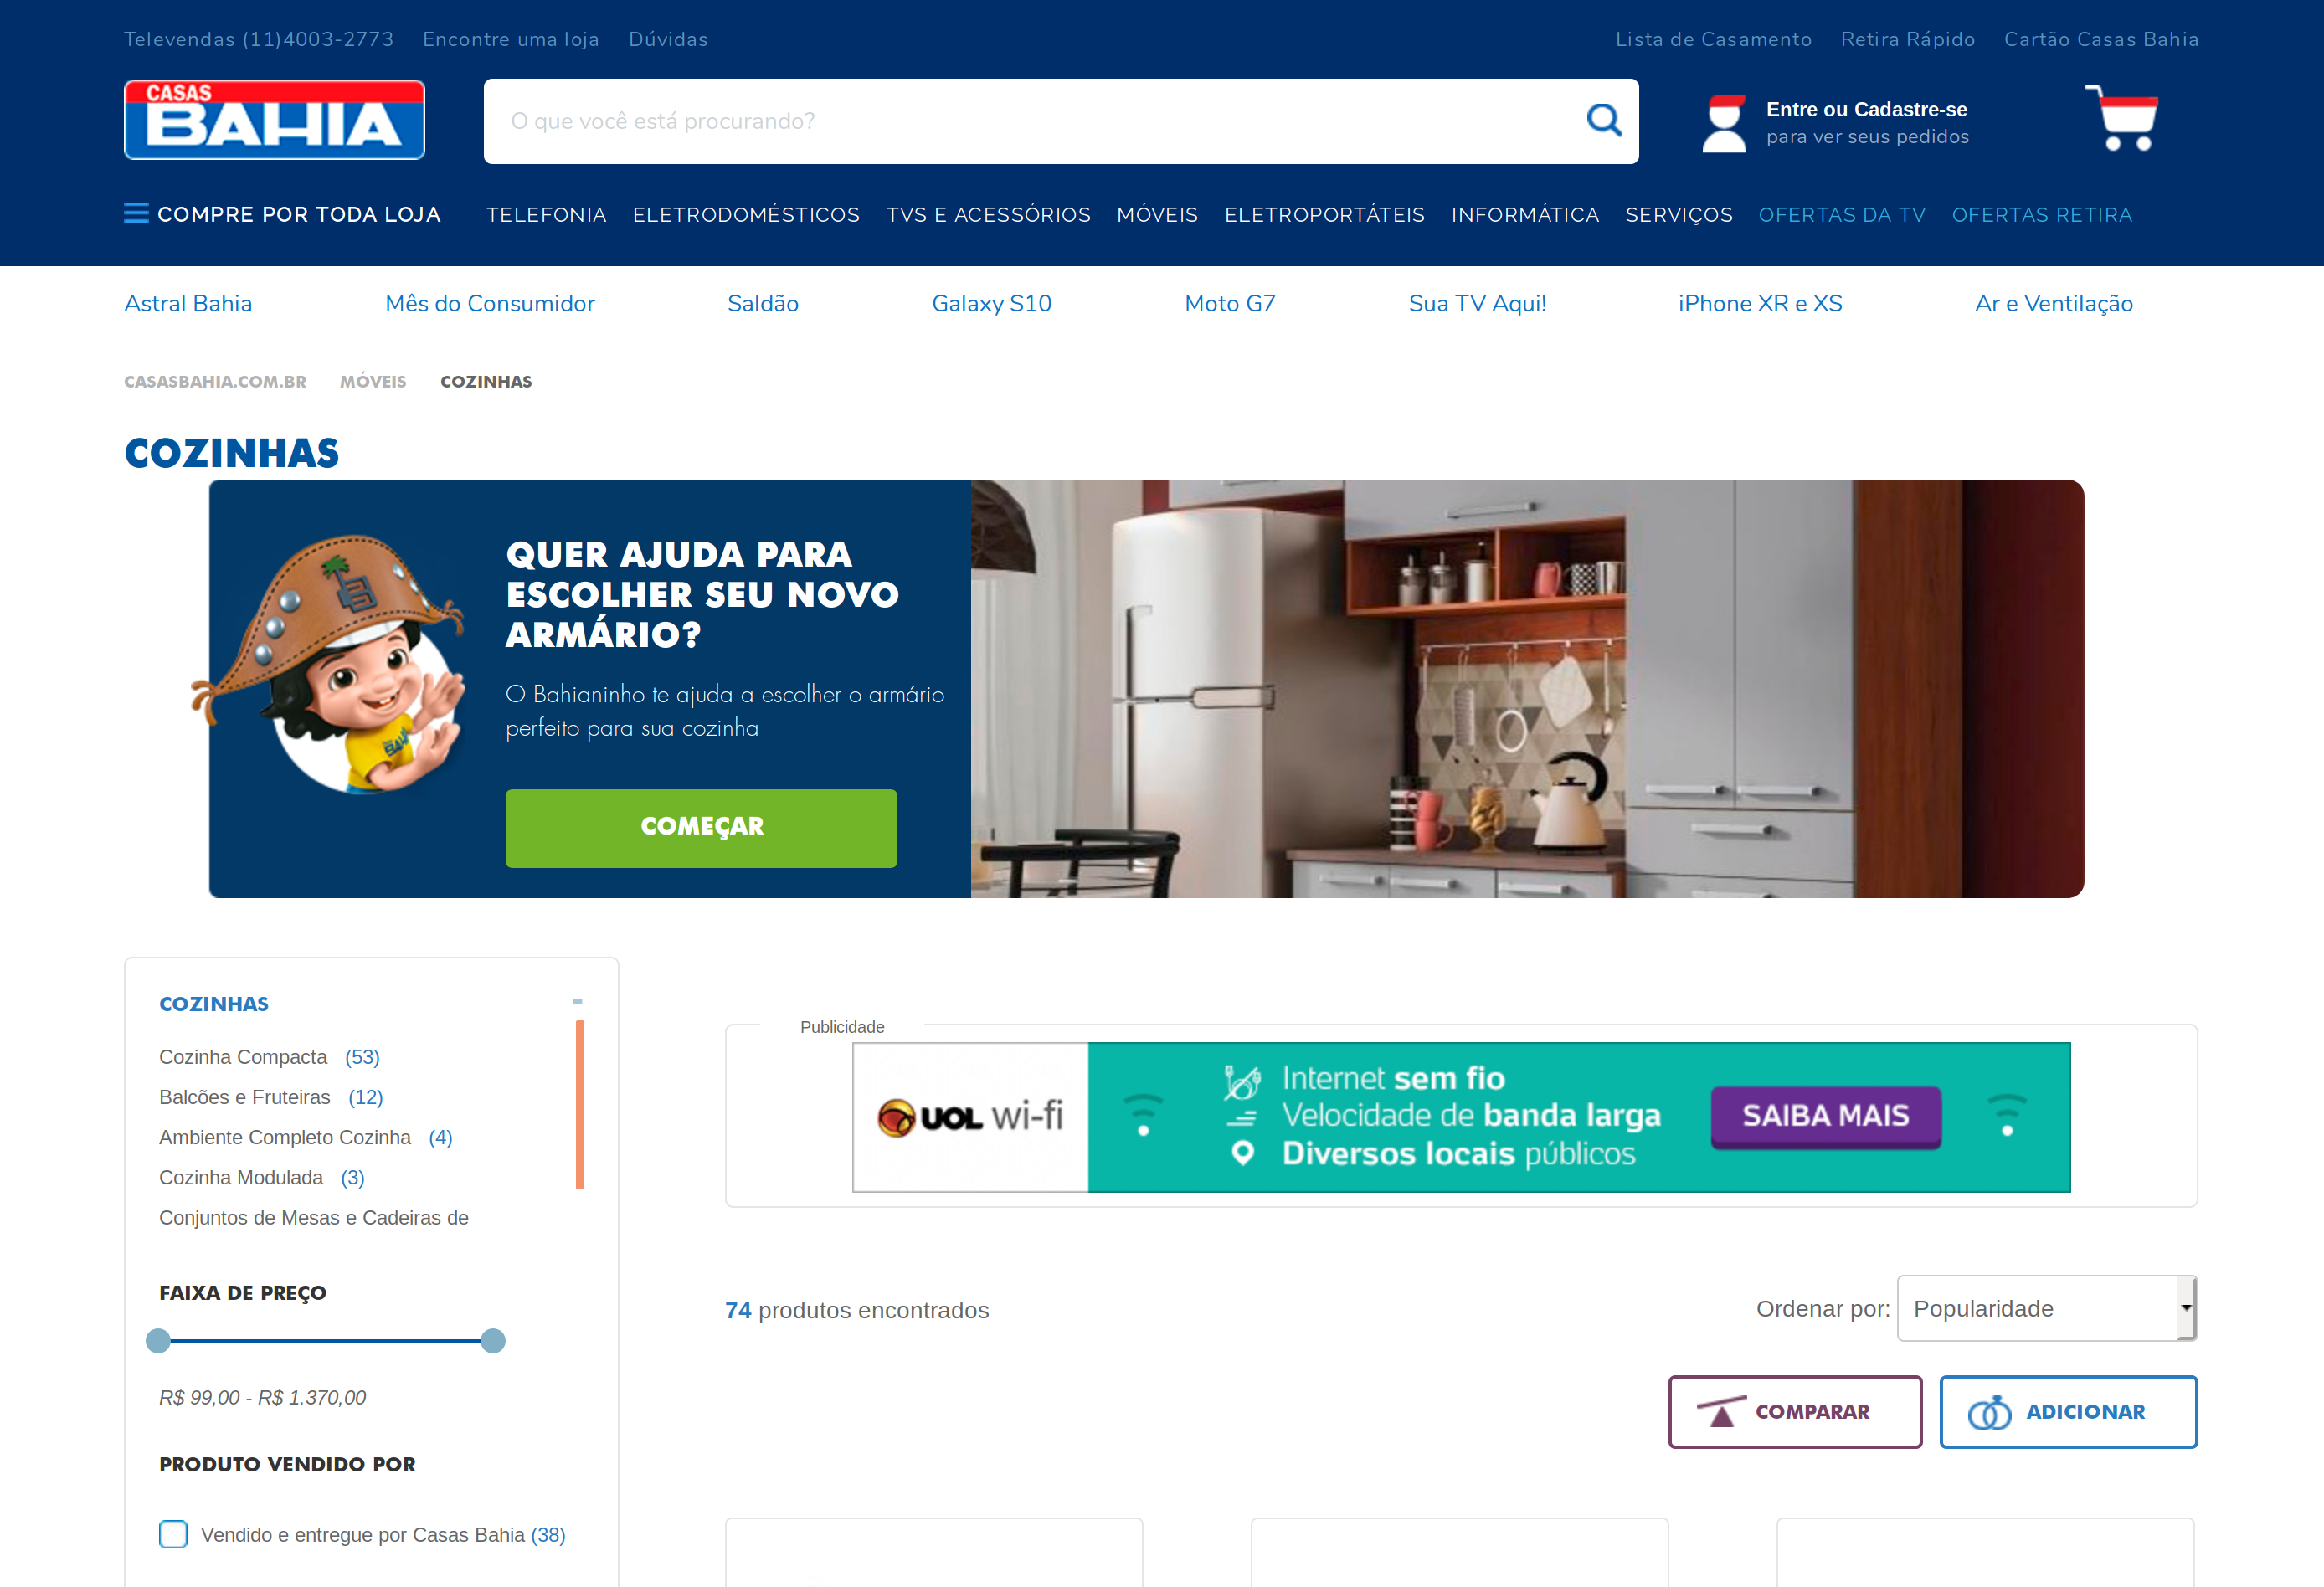 Televendas (11)4003-2773 Encontre uma loja Dúvidas Lista de Casamento Retira Rápido Cartão Casas Bahia
CASAS
BAHIA
O que você está procurando?
Entre ou Cadastre-se
para ver seus pedidos
COMPRE POR TODA LOJA TELEFONIA ELETRODOMÉSTICOS TVS E ACESSÓRIOS MÓVEIS ELETROPORTÁTEIS INFORMÁTICA SERVIÇOS OFERTAS DA TV OFERTAS RETIRA
Astral Bahia Mês do Consumidor Saldão Galaxy S10 Moto G7 Sua TV Aqui! iPhone XR e XS Ar e Ventilação
CASASBAHIA.COM.BR MÓVEIS COZINHAS
COZINHAS
QUER AJUDA PARA
ESCOLHER SEU NOVO
ARMÁRIO?
O Bahianinho te ajuda a escolher o armário
perfeito para sua cozinha
COMEÇAR
BAHIA
COZINHAS -
Cozinha Compacta (53)
Balcões e Fruteiras (12)
Ambiente Completo Cozinha (4)
Cozinha Modulada (3)
Conjuntos de Mesas e Cadeiras de
FAIXA DE PREÇO
R$ 99,00 - R$ 1.370,00
PRODUTO VENDIDO POR
Vendido e entregue por Casas Bahia (38)
Publicidade
UOL wi-fi
Internet sem fio
Velocidade de banda larga
Diversos locais públicos
SAIBA MAIS
74 produtos encontrados
Ordenar por: Popularidade
COMPARAR
ADICIONAR